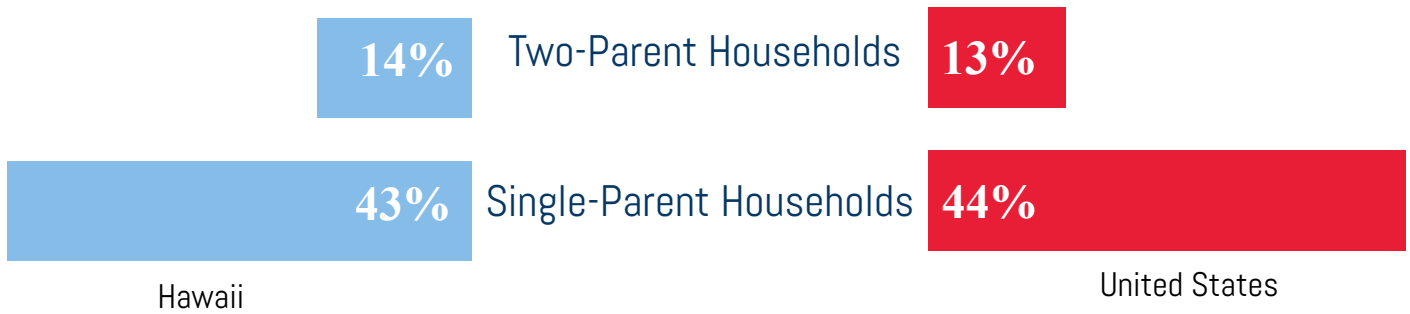 14% Two-Parent Households 13%
43% Single-Parent Households 44%
Hawaii United States